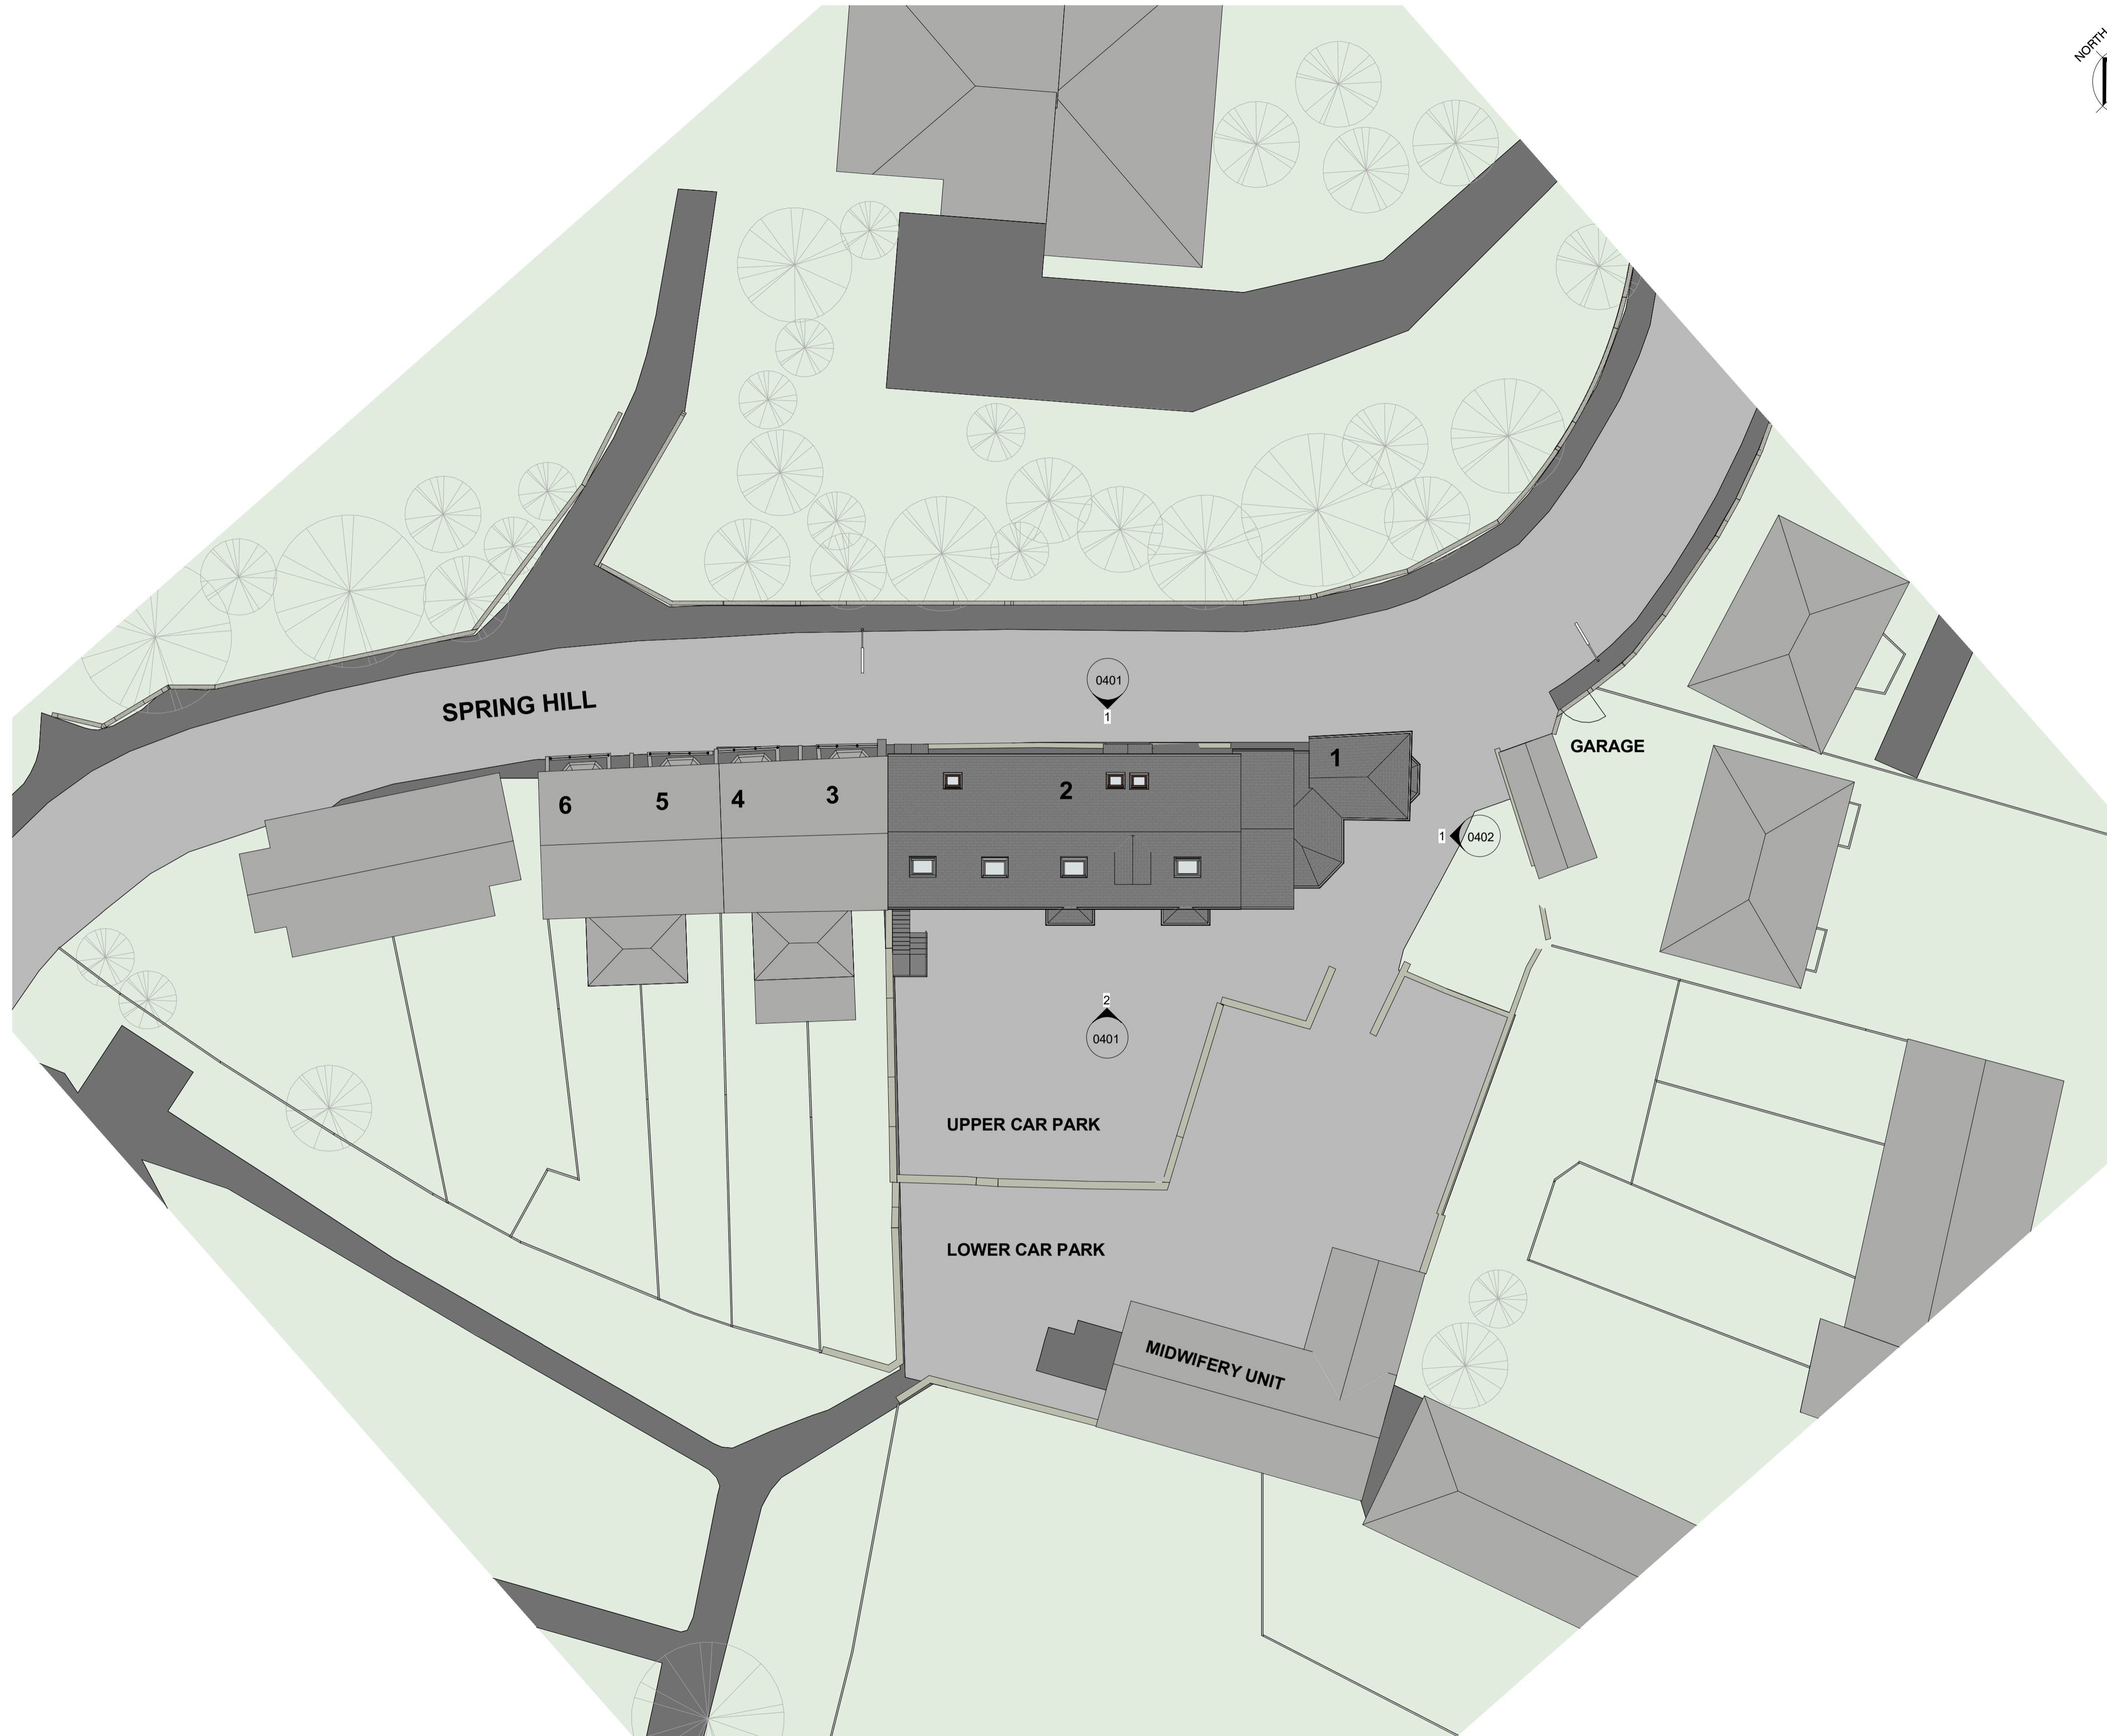 NORTH
0401
1
SPRING HILL
GARAGE
1
6
5
4
3
2
1
0402
2
0401
UPPER CAR PARK
LOWER CAR PARK
MIDWIFERY UNIT